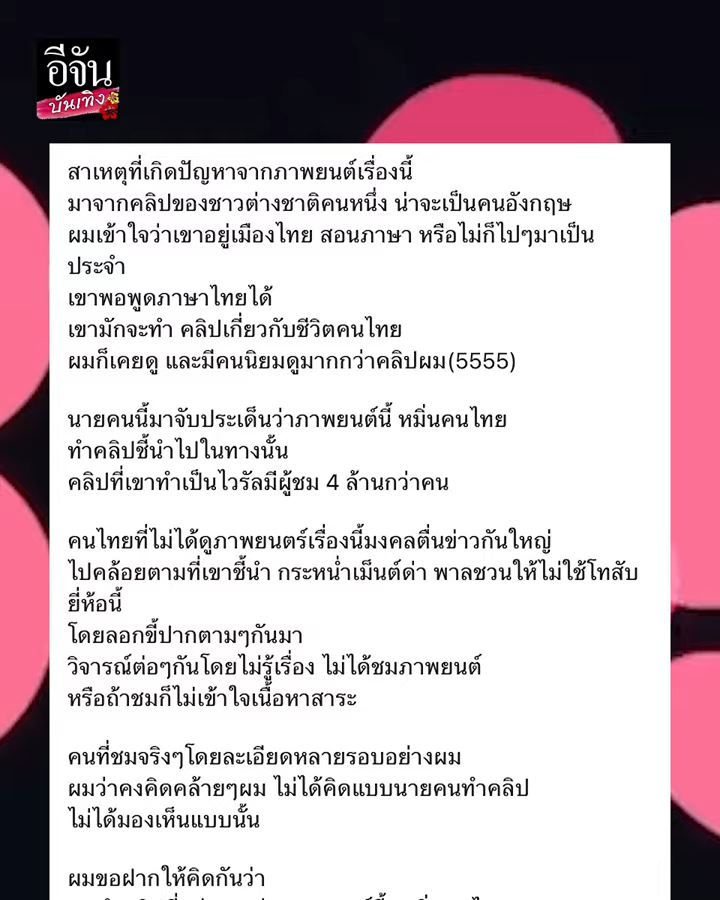 อีจัน
บันเทิง
สาเหตุที่เกิดปัญหาจากภาพยนต์เรื่องนี้
มาจากคลิปของชาวต่างชาติคนหนึ่ง น่าจะเป็นคนอังกฤษ
ผมเข้าใจว่าเขาอยู่เมืองไทย สอนภาษา หรือไม่ก็ไปๆมาเป็น
ประจำ
เขาพอพูดภาษาไทยได้
เขามักจะทำ คลิปเกี่ยวกับชีวิตคนไทย
ผมก็เคยดู และมีคนนิยมดูมากกว่าคลิปผม(5555)
นายคนนี้มาจับประเด็นว่าภาพยนต์นี้ หมิ่นคนไทย
ทำคลิปชี้นำไปในทางนั้น
คลิปที่เขาทำเป็นไวรัลมีผู้ชม 4 ล้านกว่าคน
คนไทยที่ไม่ได้ดูภาพยนตร์เรื่องนี้มงคลตื่นข่าวกันใหญ่
ไปคล้อยตามที่เขาชี้นำ กระหน่ำเม็นต์ด่า พาลชวนให้ไม่ใช้โทสับ
ยี่ห้อนี้
โดยลอกขี้ปากตามๆกันมา
วิจารณ์ต่อๆกันโดยไม่รู้เรื่อง ไม่ได้ชมภาพยนต์
หรือถ้าชมก็ไม่เข้าใจเนื้อหาสาระ
คนที่ชมจริงๆโดยละเอียดหลายรอบอย่างผม
ผมว่าคงคิดคล้ายๆผม ไม่ได้คิดแบบนายคนทำคลิป
ไม่ได้มองเห็นแบบนั้น
ผมขอฝากให้คิดกันว่า